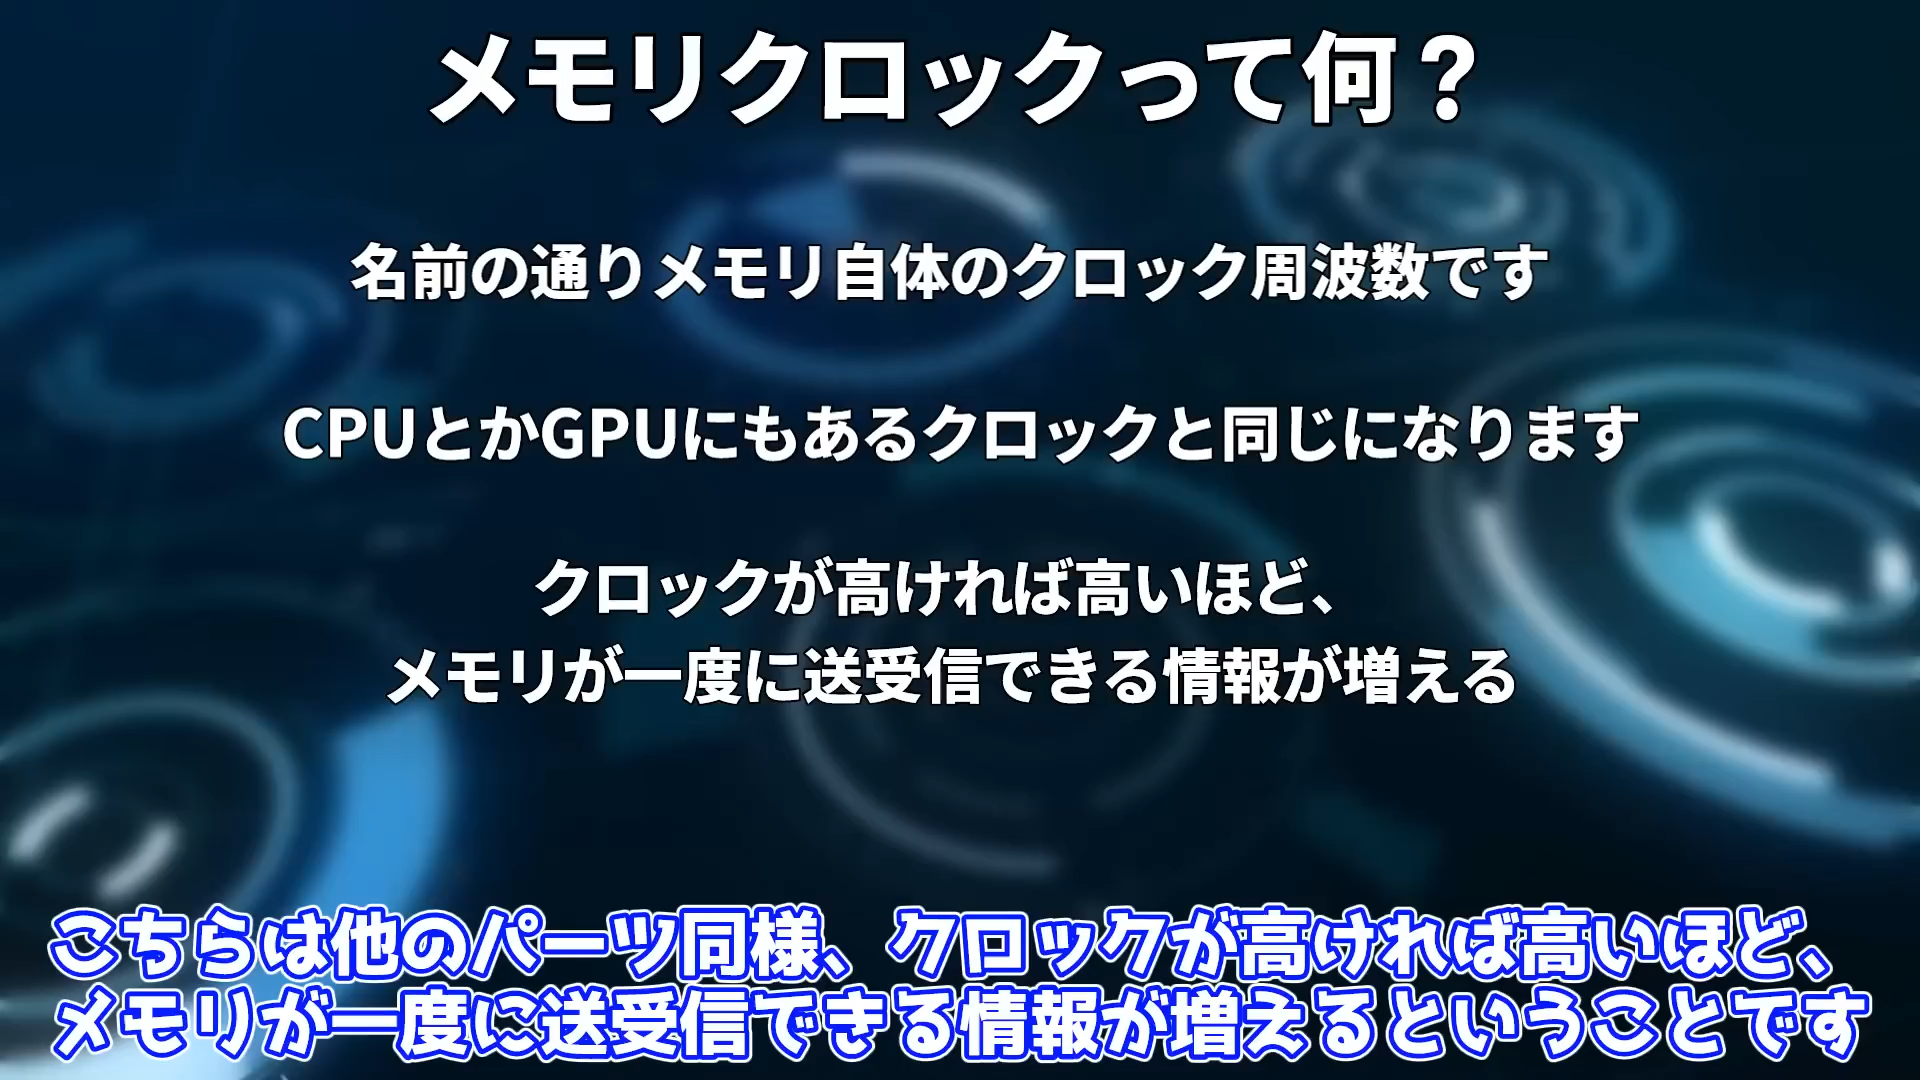 メモリクロックって何？
名前の通りメモリ自体のクロック周波数です
CPUとかGPUにもあるクロックと同じになります
クロックが高ければ高いほど、
メモリが一度に送受信できる情報が増える
こちらは他のパーツ同様、クロックが高ければ高いほど、
メモリが一度に送受信できる情報が増えるということです